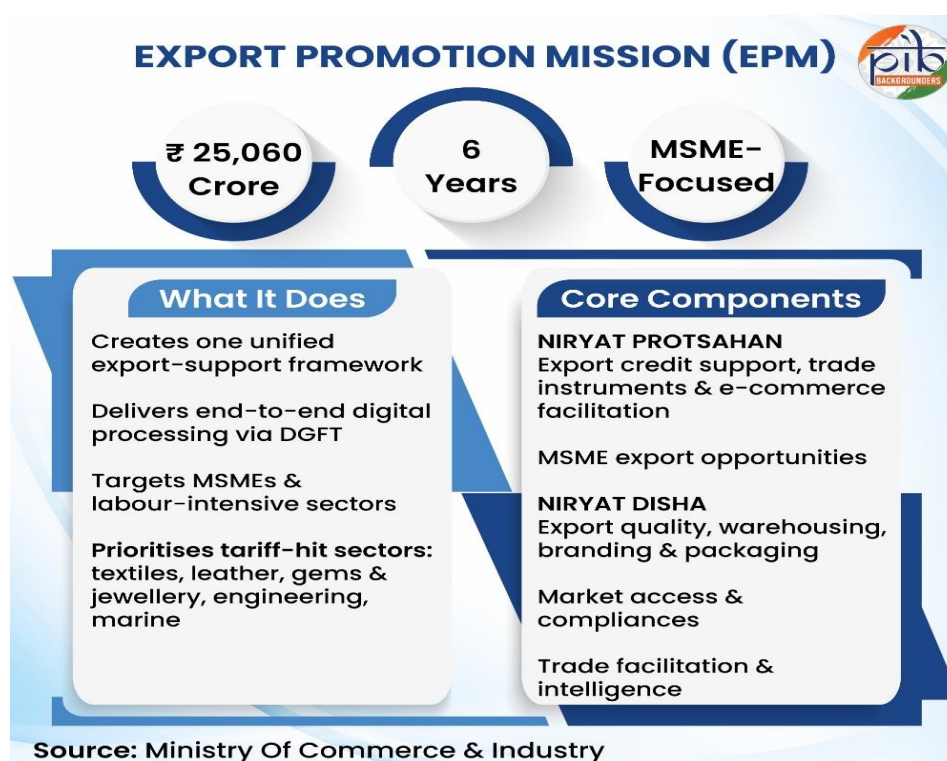 EXPORT PROMOTION MISSION (EPM)
pib
BACKGROUNDERS
₹ 25,060
Crore
6
Years
MSME-
Focused
What It Does
Creates one unified
export-support framework
Delivers end-to-end digital
processing via DGFT
Targets MSMEs &
labour-intensive sectors
Prioritises tariff-hit sectors:
textiles, leather, gems &
jewellery, engineering,
marine
Core Components
NIRYAT PROTSAHAN
Export credit support, trade
instruments & e-commerce
facilitation
MSME export opportunities
NIRYAT DISHA
Export quality, warehousing,
branding & packaging
Market access &
compliances
Trade facilitation &
intelligence
Source: Ministry Of Commerce & Industry